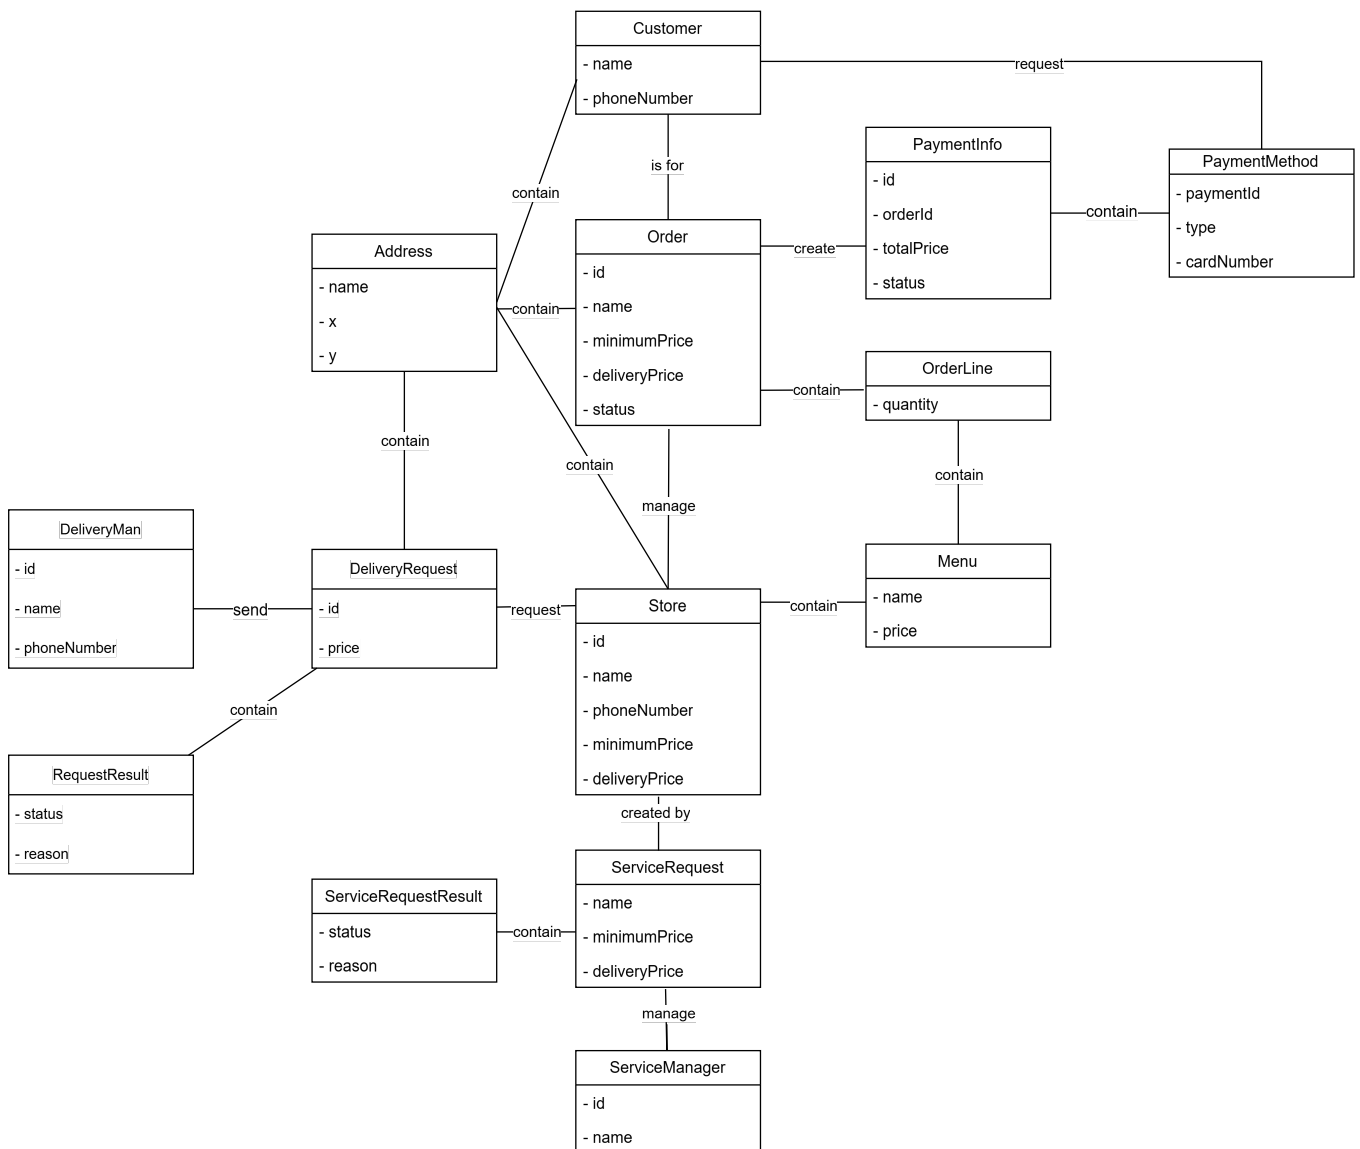 Customer
- name
- phoneNumber
request
contain
is for
PaymentInfo
- id
- orderId
- totalPrice
- status
contain
PaymentMethod
- paymentId
- type
- cardNumber
Address
- name
- x
- y
contain
Order
- id
- name
- minimumPrice
- deliveryPrice
- status
create
contain
OrderLine
- quantity
contain
contain
contain
manage
DeliveryMan
- id
- name
- phoneNumber
send
DeliveryRequest
- id
- price
request
Store
- id
- name
- phoneNumber
- minimumPrice
- deliveryPrice
contain
Menu
- name
- price
contain
RequestResult
- status
- reason
created by
ServiceRequestResult
- status
- reason
contain
ServiceRequest
- name
- minimumPrice
- deliveryPrice
manage
ServiceManager
- id
- name